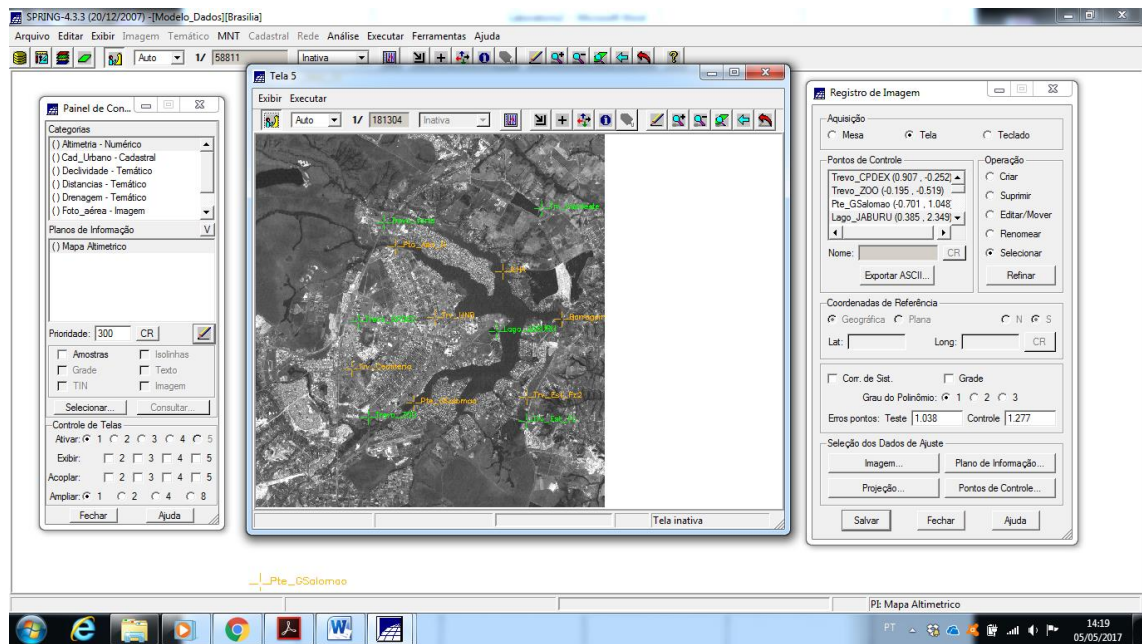 SPRING-4.3.3 (20/12/2007) -[Modelo_Dados][Brasilia]
Arquivo Editar Exibir Imagem Temático MNT Cadastral Rede Análise Executar Ferramentas Ajuda
Auto 1/ 58811 Inativa
Painel de Con...
Categorias
() Altimetria - Numérico
() Cad_Urbano - Cadastral
() Declividade - Temático
() Distancias - Temático
() Drenagem - Temático
() Foto_aérea - Imagem
Planos de Informação V
() Mapa Altimetrico
Prioridade: 300 CR
Amostras Isolinhas
Grade Texto
TIN Imagem
Selecionar... Consultar...
Controle de Telas
Ativar: 1 2 3 4 5
Exibir: 2 3 4 5
Acoplar: 2 3 4 5
Ampliar: 1 2 4 8
Fechar Ajuda
Tela 5
Exibir Executar
Auto 1/ 181304 Inativa
Lago_JABURU
Pte_GSalomao
Tela inativa
Pte_GSalomao
Registro de Imagem
Aquisição
Mesa Tela Teclado
Pontos de Controle
Trevo_CPDEX (0.907 , -0.252)
Trevo_ZOO (-0.195 , -0.519)
Pte_GSalomao (-0.701 , 1.048)
Lago_JABURU (0.385 , 2.349)
Nome: CR
Exportar ASCII...
Operação
Criar
Suprimir
Editar/Mover
Renomear
Selecionar
Refinar
Coordenadas de Referência
Geográfica Plana N S
Lat: Long: CR
Corr. de Sist. Grade
Grau do Polinômio: 1 2 3
Erros pontos: Teste 1.038 Controle 1.277
Seleção dos Dados de Ajuste
Imagem... Plano de Informação...
Projeção... Pontos de Controle...
Salvar Fechar Ajuda
PI: Mapa Altimetrico
PT 14:19
05/05/2017